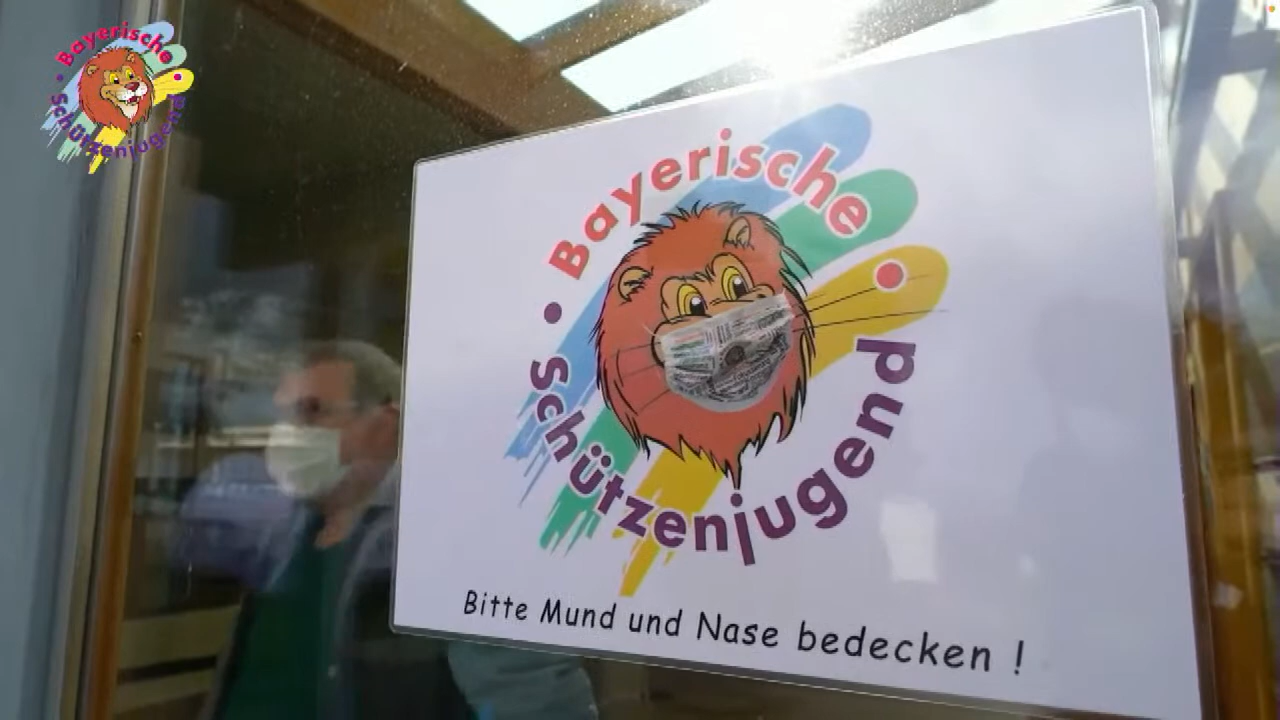 Bayerische
Schützenjugend
Bayerische
Schützenjugend
Bitte Mund und Nase bedecken !